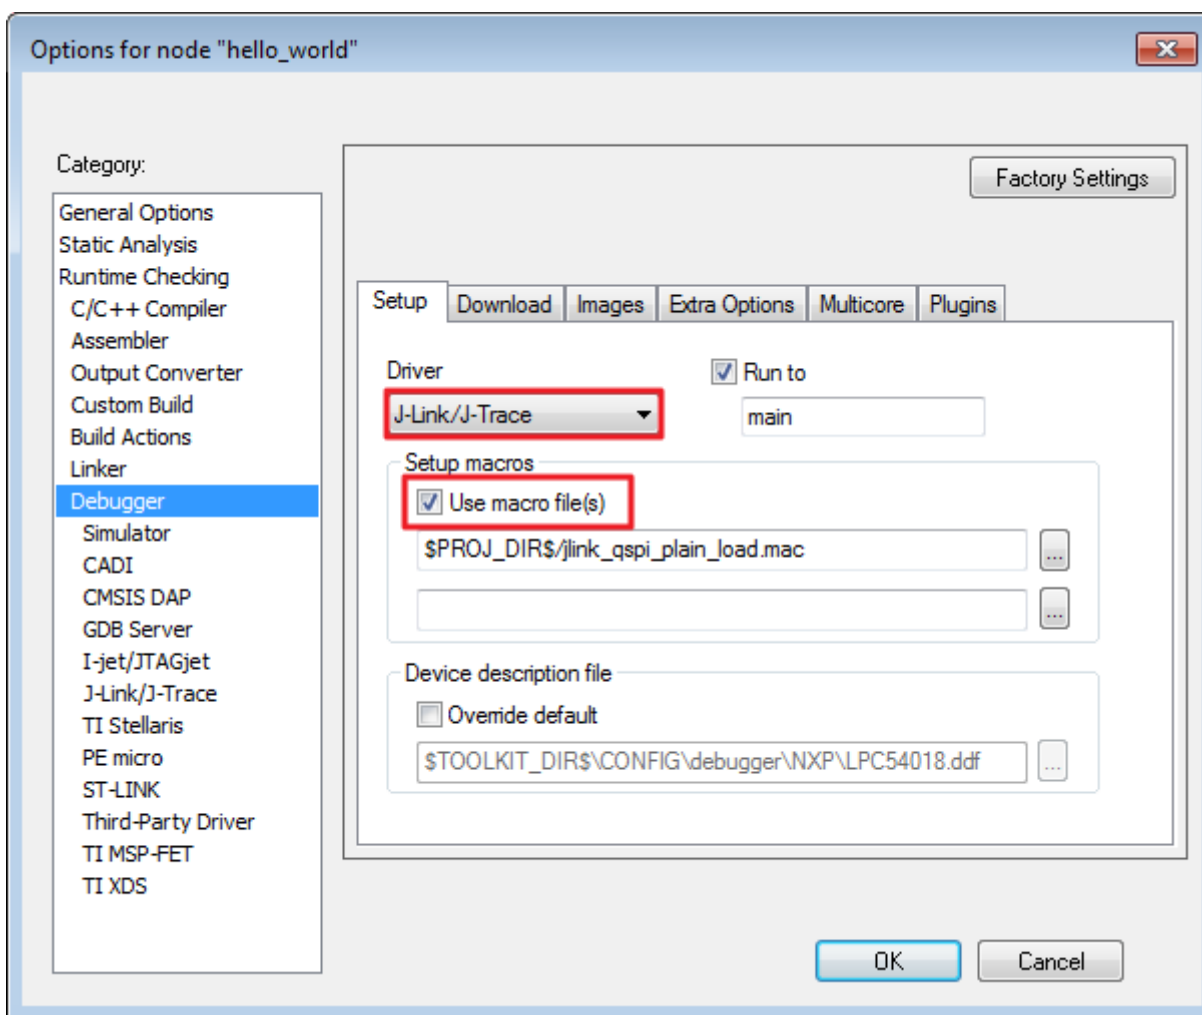 Options for node "hello_world"
Category:
Factory Settings
General Options
Static Analysis
Runtime Checking
C/C++ Compiler
Assembler
Output Converter
Custom Build
Build Actions
Linker
Debugger
Simulator
CADI
CMSIS DAP
GDB Server
I-jet/JTAGjet
J-Link/J-Trace
TI Stellaris
PE micro
ST-LINK
Third-Party Driver
TI MSP-FET
TI XDS
Setup Download Images Extra Options Multicore Plugins
Driver
Run to
J-Link/J-Trace
main
Setup macros
Use macro file(s)
$PROJ_DIR$/jlink_qspi_plain_load.mac
...
...
Device description file
Override default
$TOOLKIT_DIR$\CONFIG\debugger\NXP\LPC54018.ddf
...
OK Cancel